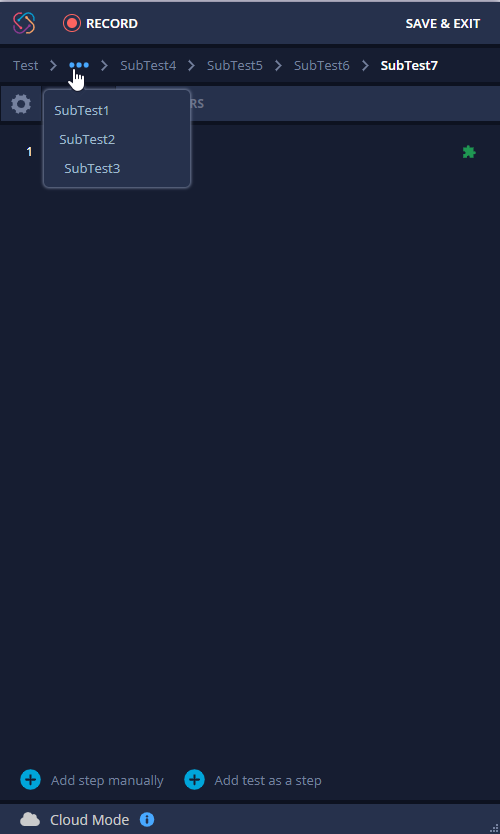 RECORD SAVE & EXIT
Test > ... > SubTest4 > SubTest5 > SubTest6 > SubTest7
SubTest1
SubTest2
SubTest3
1
Add step manually Add test as a step
Cloud Mode